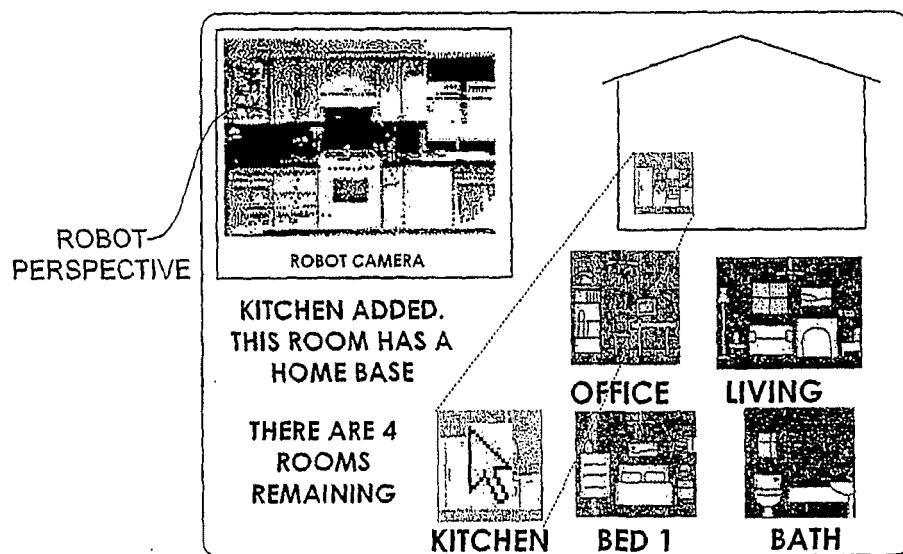 ROBOT
PERSPECTIVE
ROBOT CAMERA
KITCHEN ADDED.
THIS ROOM HAS A
HOME BASE
THERE ARE 4
ROOMS
REMAINING
OFFICE
LIVING
KITCHEN
BED 1
BATH